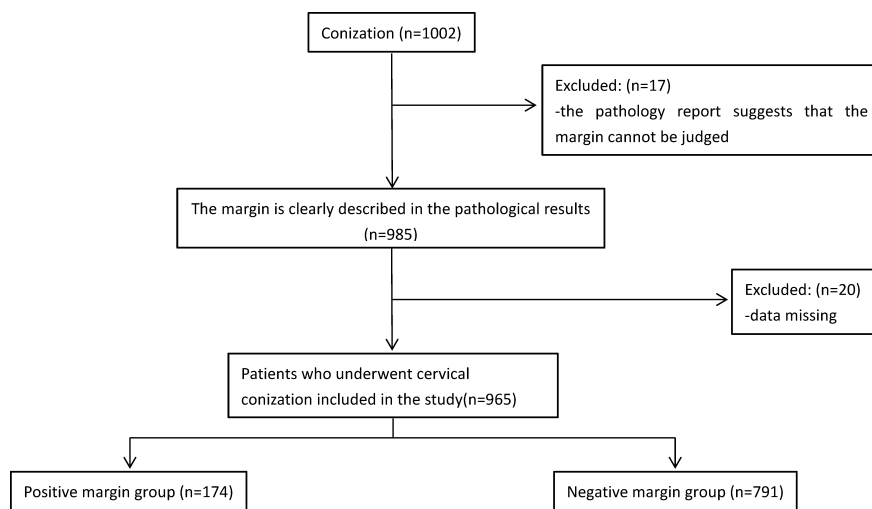 Conization (n=1002)
Excluded: (n=17)
-the pathology report suggests that the
margin cannot be judged
The margin is clearly described in the pathological results
(n=985)
Excluded: (n=20)
-data missing
Patients who underwent cervical
conization included in the study(n=965)
Positive margin group (n=174)
Negative margin group (n=791)